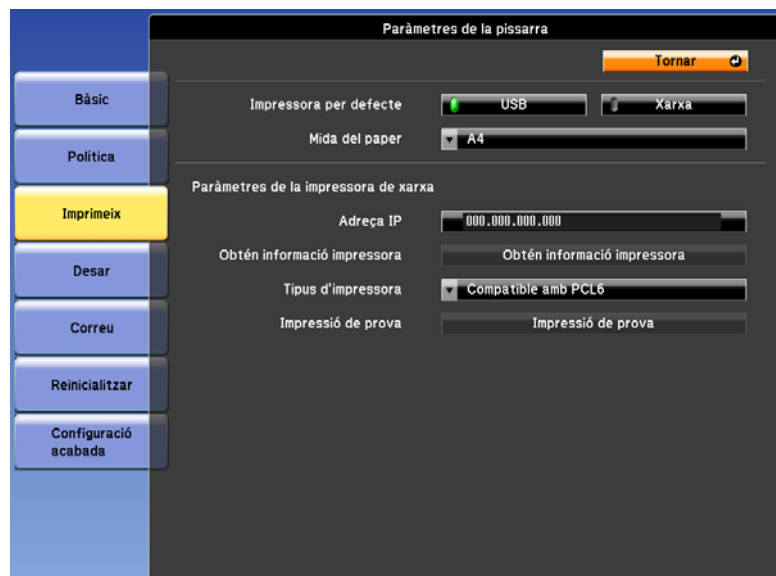 Paràmetres de la pissarra
Tornar
Bàsic
Política
Imprimeix
Desar
Correu
Reinicialitzar
Configuració
acabada
Impressora per defecte USB Xarxa
Mida del paper A4
Paràmetres de la impressora de xarxa
Adreça IP 000.000.000.000
Obtén informació impressora Obtén informació impressora
Tipus d'impressora Compatible amb PCL6
Impressió de prova Impressió de prova